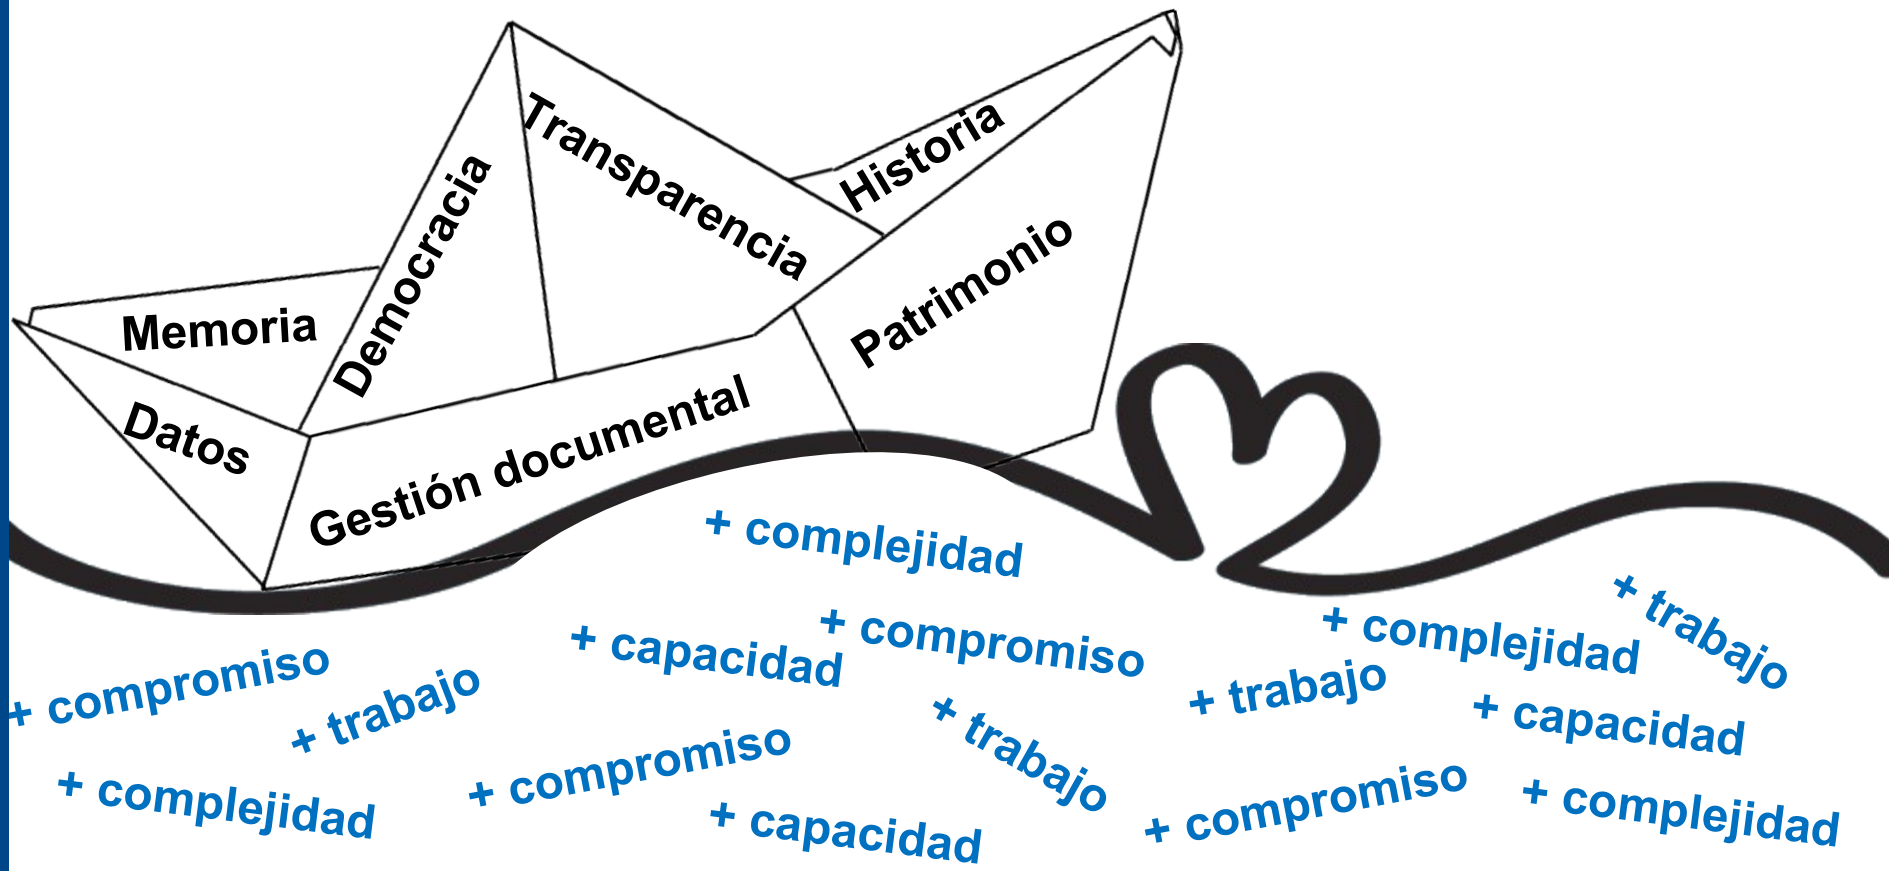 Transparencia
Historia
Democracia
Memoria
Patrimonio
Datos
Gestión documental
+ complejidad
+ compromiso
+ capacidad
+ complejidad
+ trabajo
+ compromiso
+ trabajo
+ trabajo
+ trabajo
+ capacidad
+ complejidad
+ compromiso
+ capacidad
+ compromiso
+ complejidad